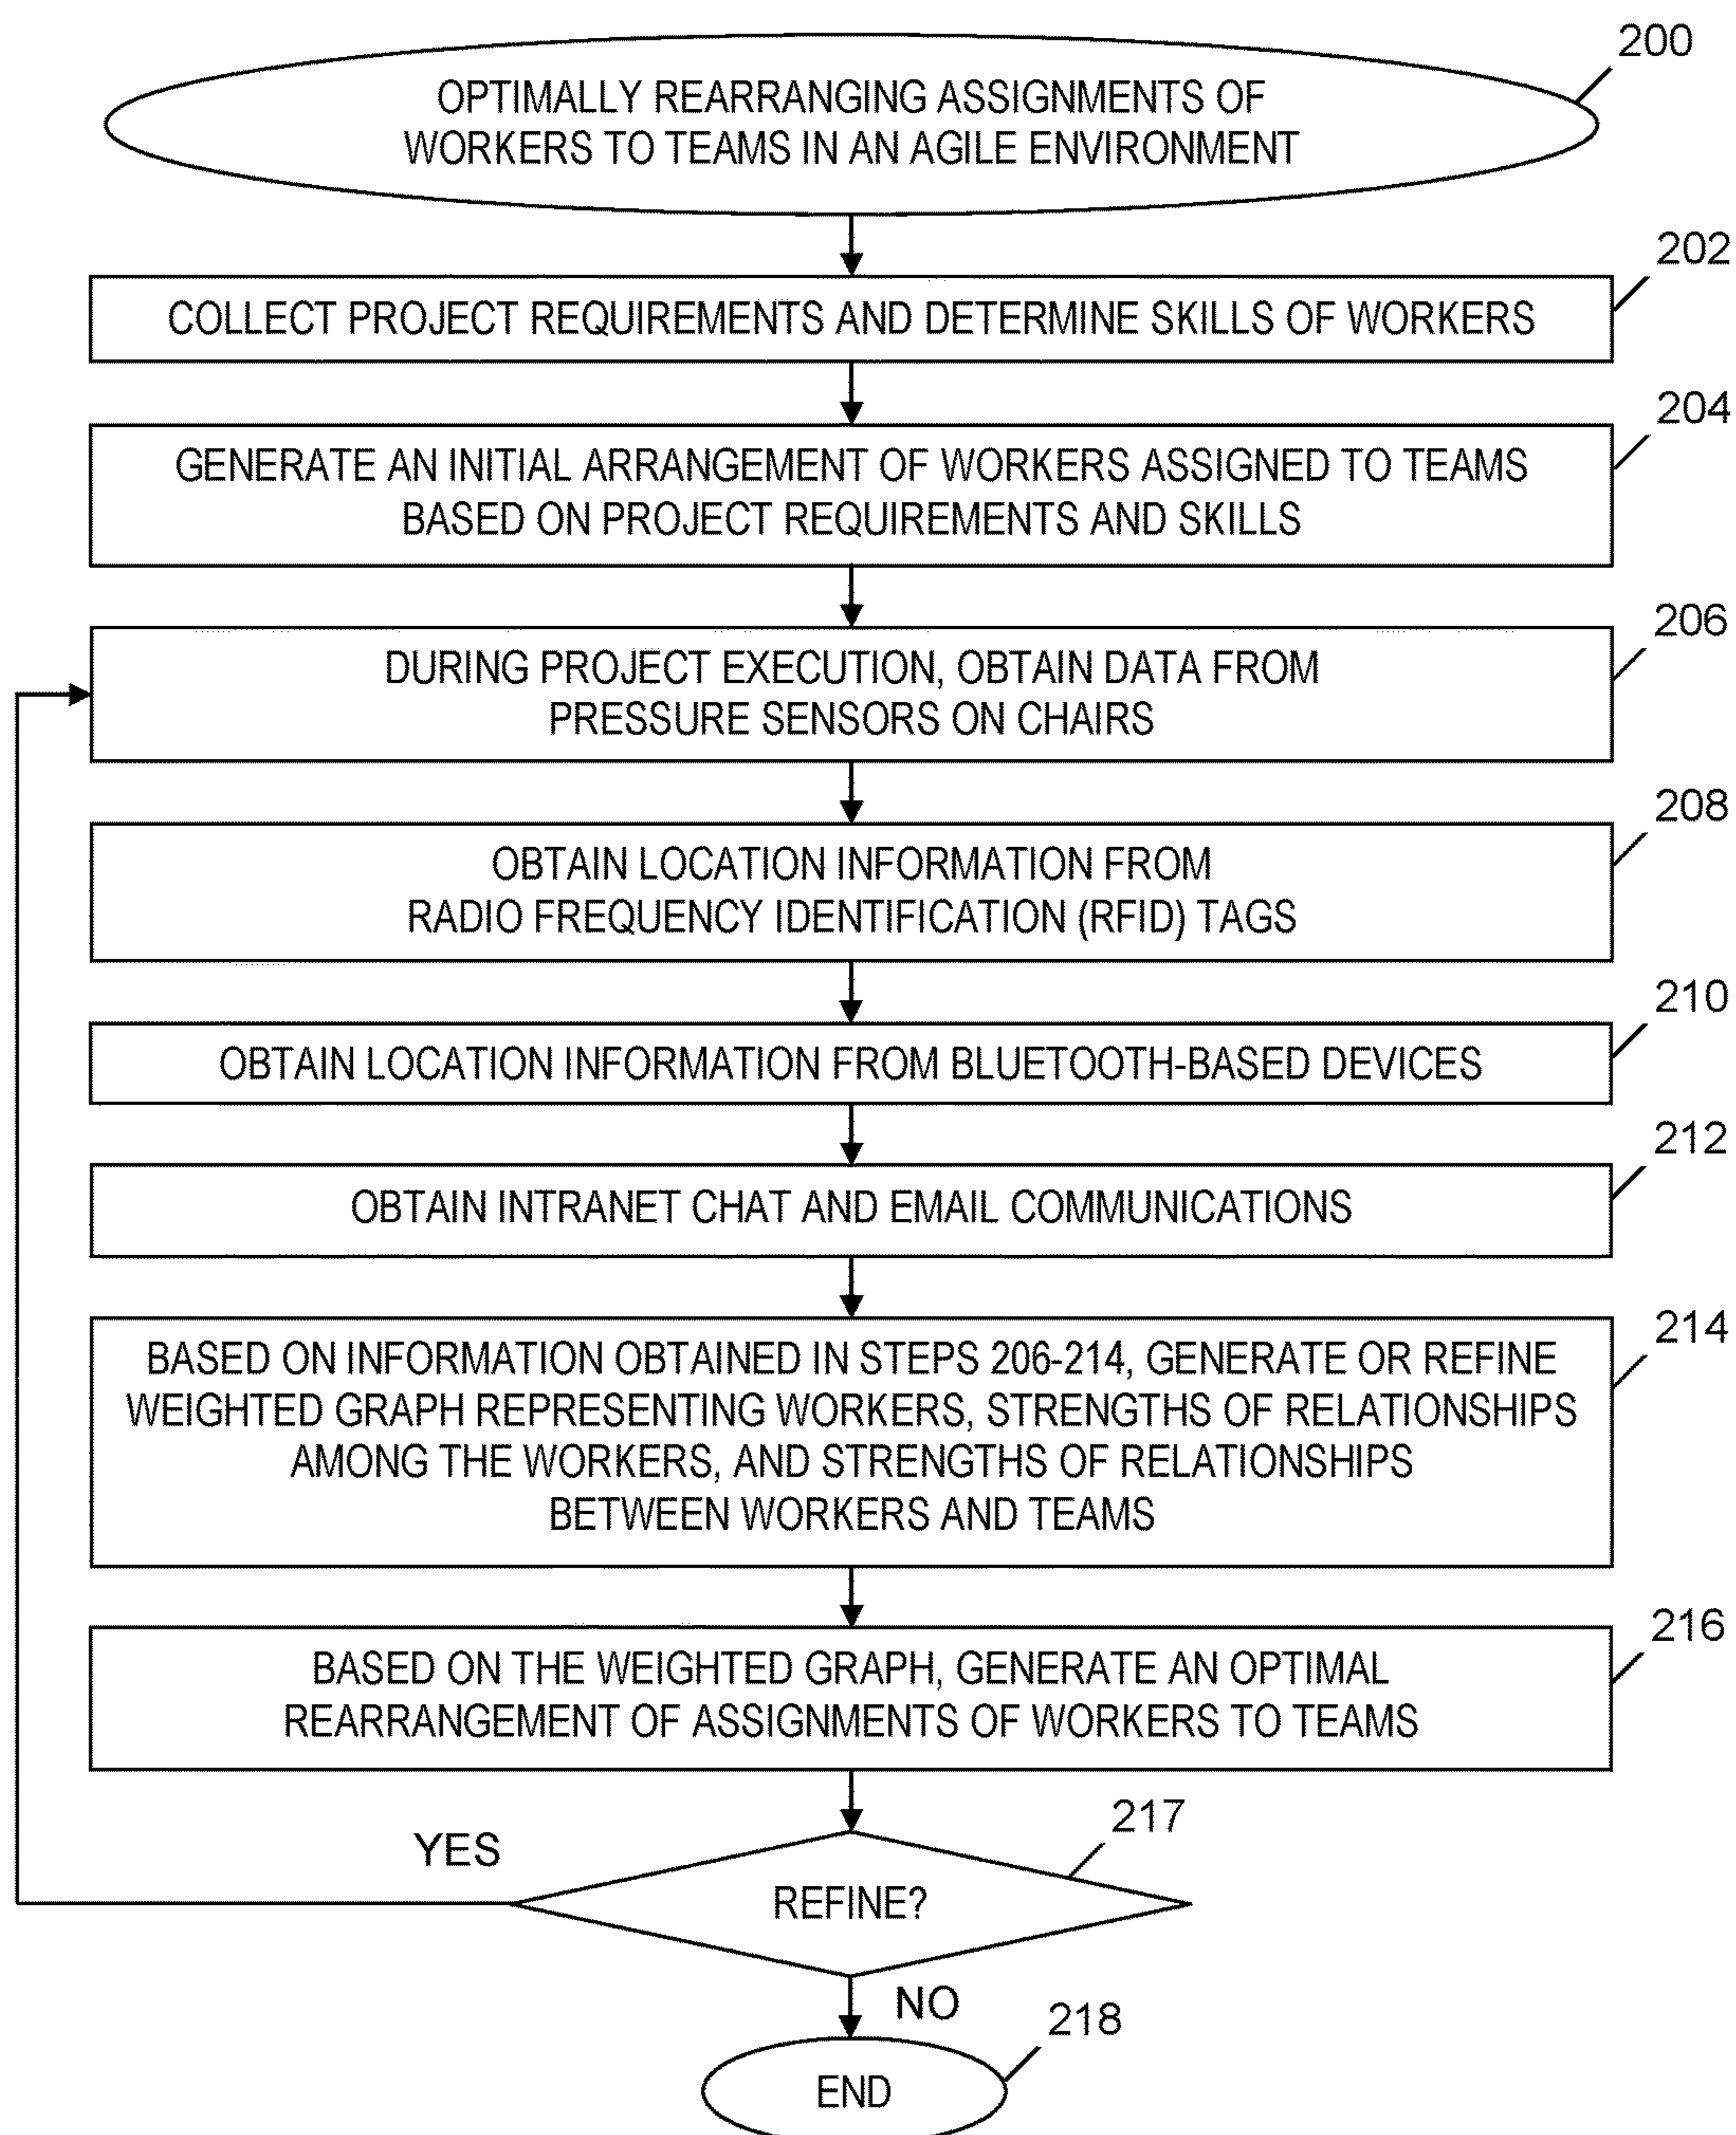 200
OPTIMALLY REARRANGING ASSIGNMENTS OF
WORKERS TO TEAMS IN AN AGILE ENVIRONMENT
202
COLLECT PROJECT REQUIREMENTS AND DETERMINE SKILLS OF WORKERS
204
GENERATE AN INITIAL ARRANGEMENT OF WORKERS ASSIGNED TO TEAMS
BASED ON PROJECT REQUIREMENTS AND SKILLS
206
DURING PROJECT EXECUTION, OBTAIN DATA FROM
PRESSURE SENSORS ON CHAIRS
208
OBTAIN LOCATION INFORMATION FROM
RADIO FREQUENCY IDENTIFICATION (RFID) TAGS
210
OBTAIN LOCATION INFORMATION FROM BLUETOOTH-BASED DEVICES
212
OBTAIN INTRANET CHAT AND EMAIL COMMUNICATIONS
214
BASED ON INFORMATION OBTAINED IN STEPS 206-214, GENERATE OR REFINE
WEIGHTED GRAPH REPRESENTING WORKERS, STRENGTHS OF RELATIONSHIPS
AMONG THE WORKERS, AND STRENGTHS OF RELATIONSHIPS
BETWEEN WORKERS AND TEAMS
216
BASED ON THE WEIGHTED GRAPH, GENERATE AN OPTIMAL
REARRANGEMENT OF ASSIGNMENTS OF WORKERS TO TEAMS
217
YES
REFINE?
NO
218
END